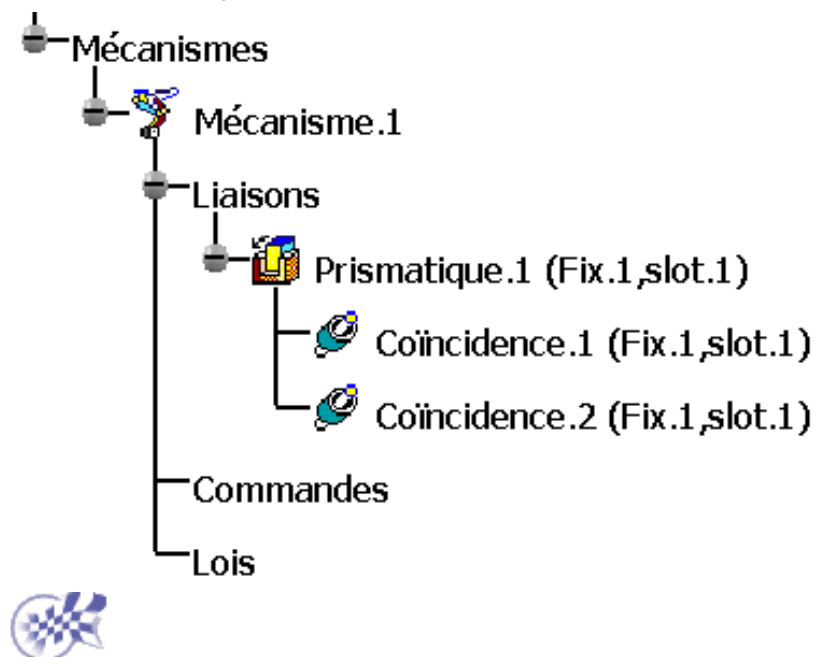 Mécanismes
Mécanisme.1
Liaisons
Prismatique.1 (Fix.1,slot.1)
Coïncidence.1 (Fix.1,slot.1)
Coïncidence.2 (Fix.1,slot.1)
Commandes
Lois